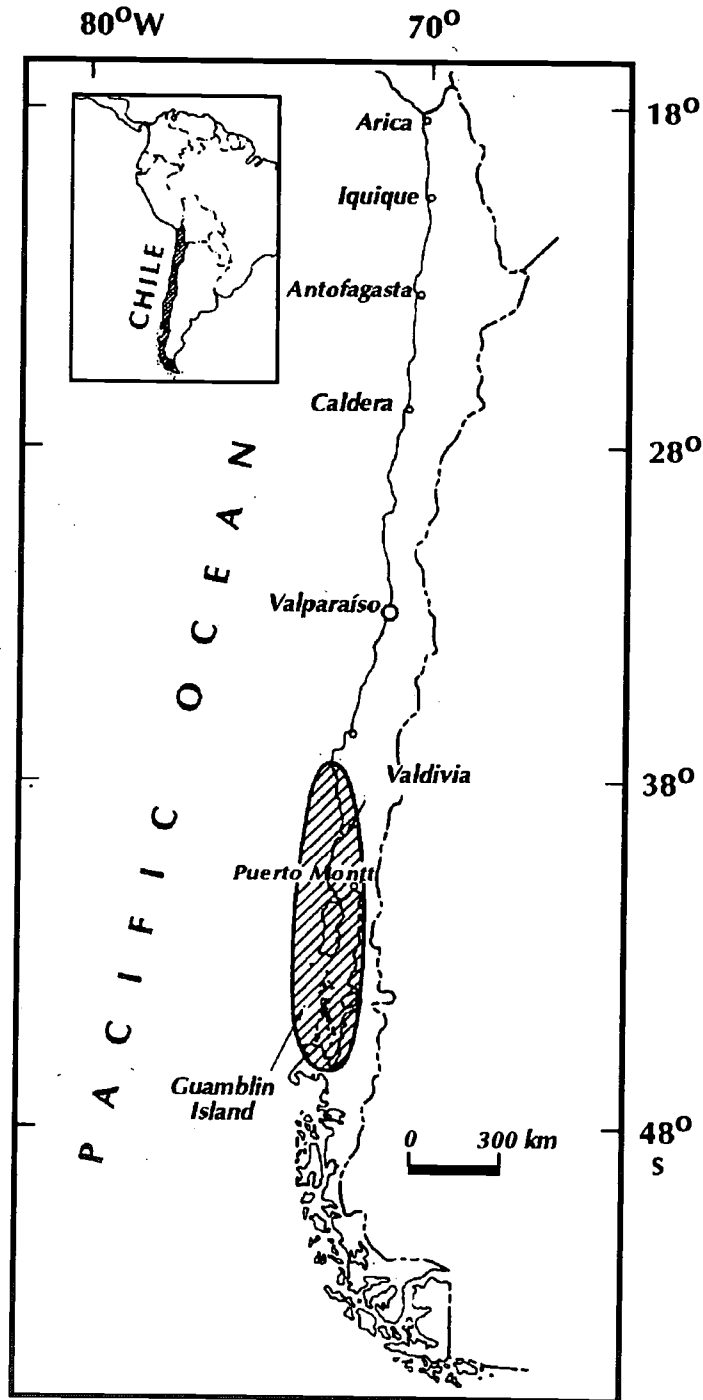 80°W
70°
18°
Arica
Iquique
Antofagasta
CHILE
Caldera
28°
PACIFIC OCEAN
Valparaíso
Valdivia
38°
Puerto Montt
Guamblin
Island
0 300 km
48°
S